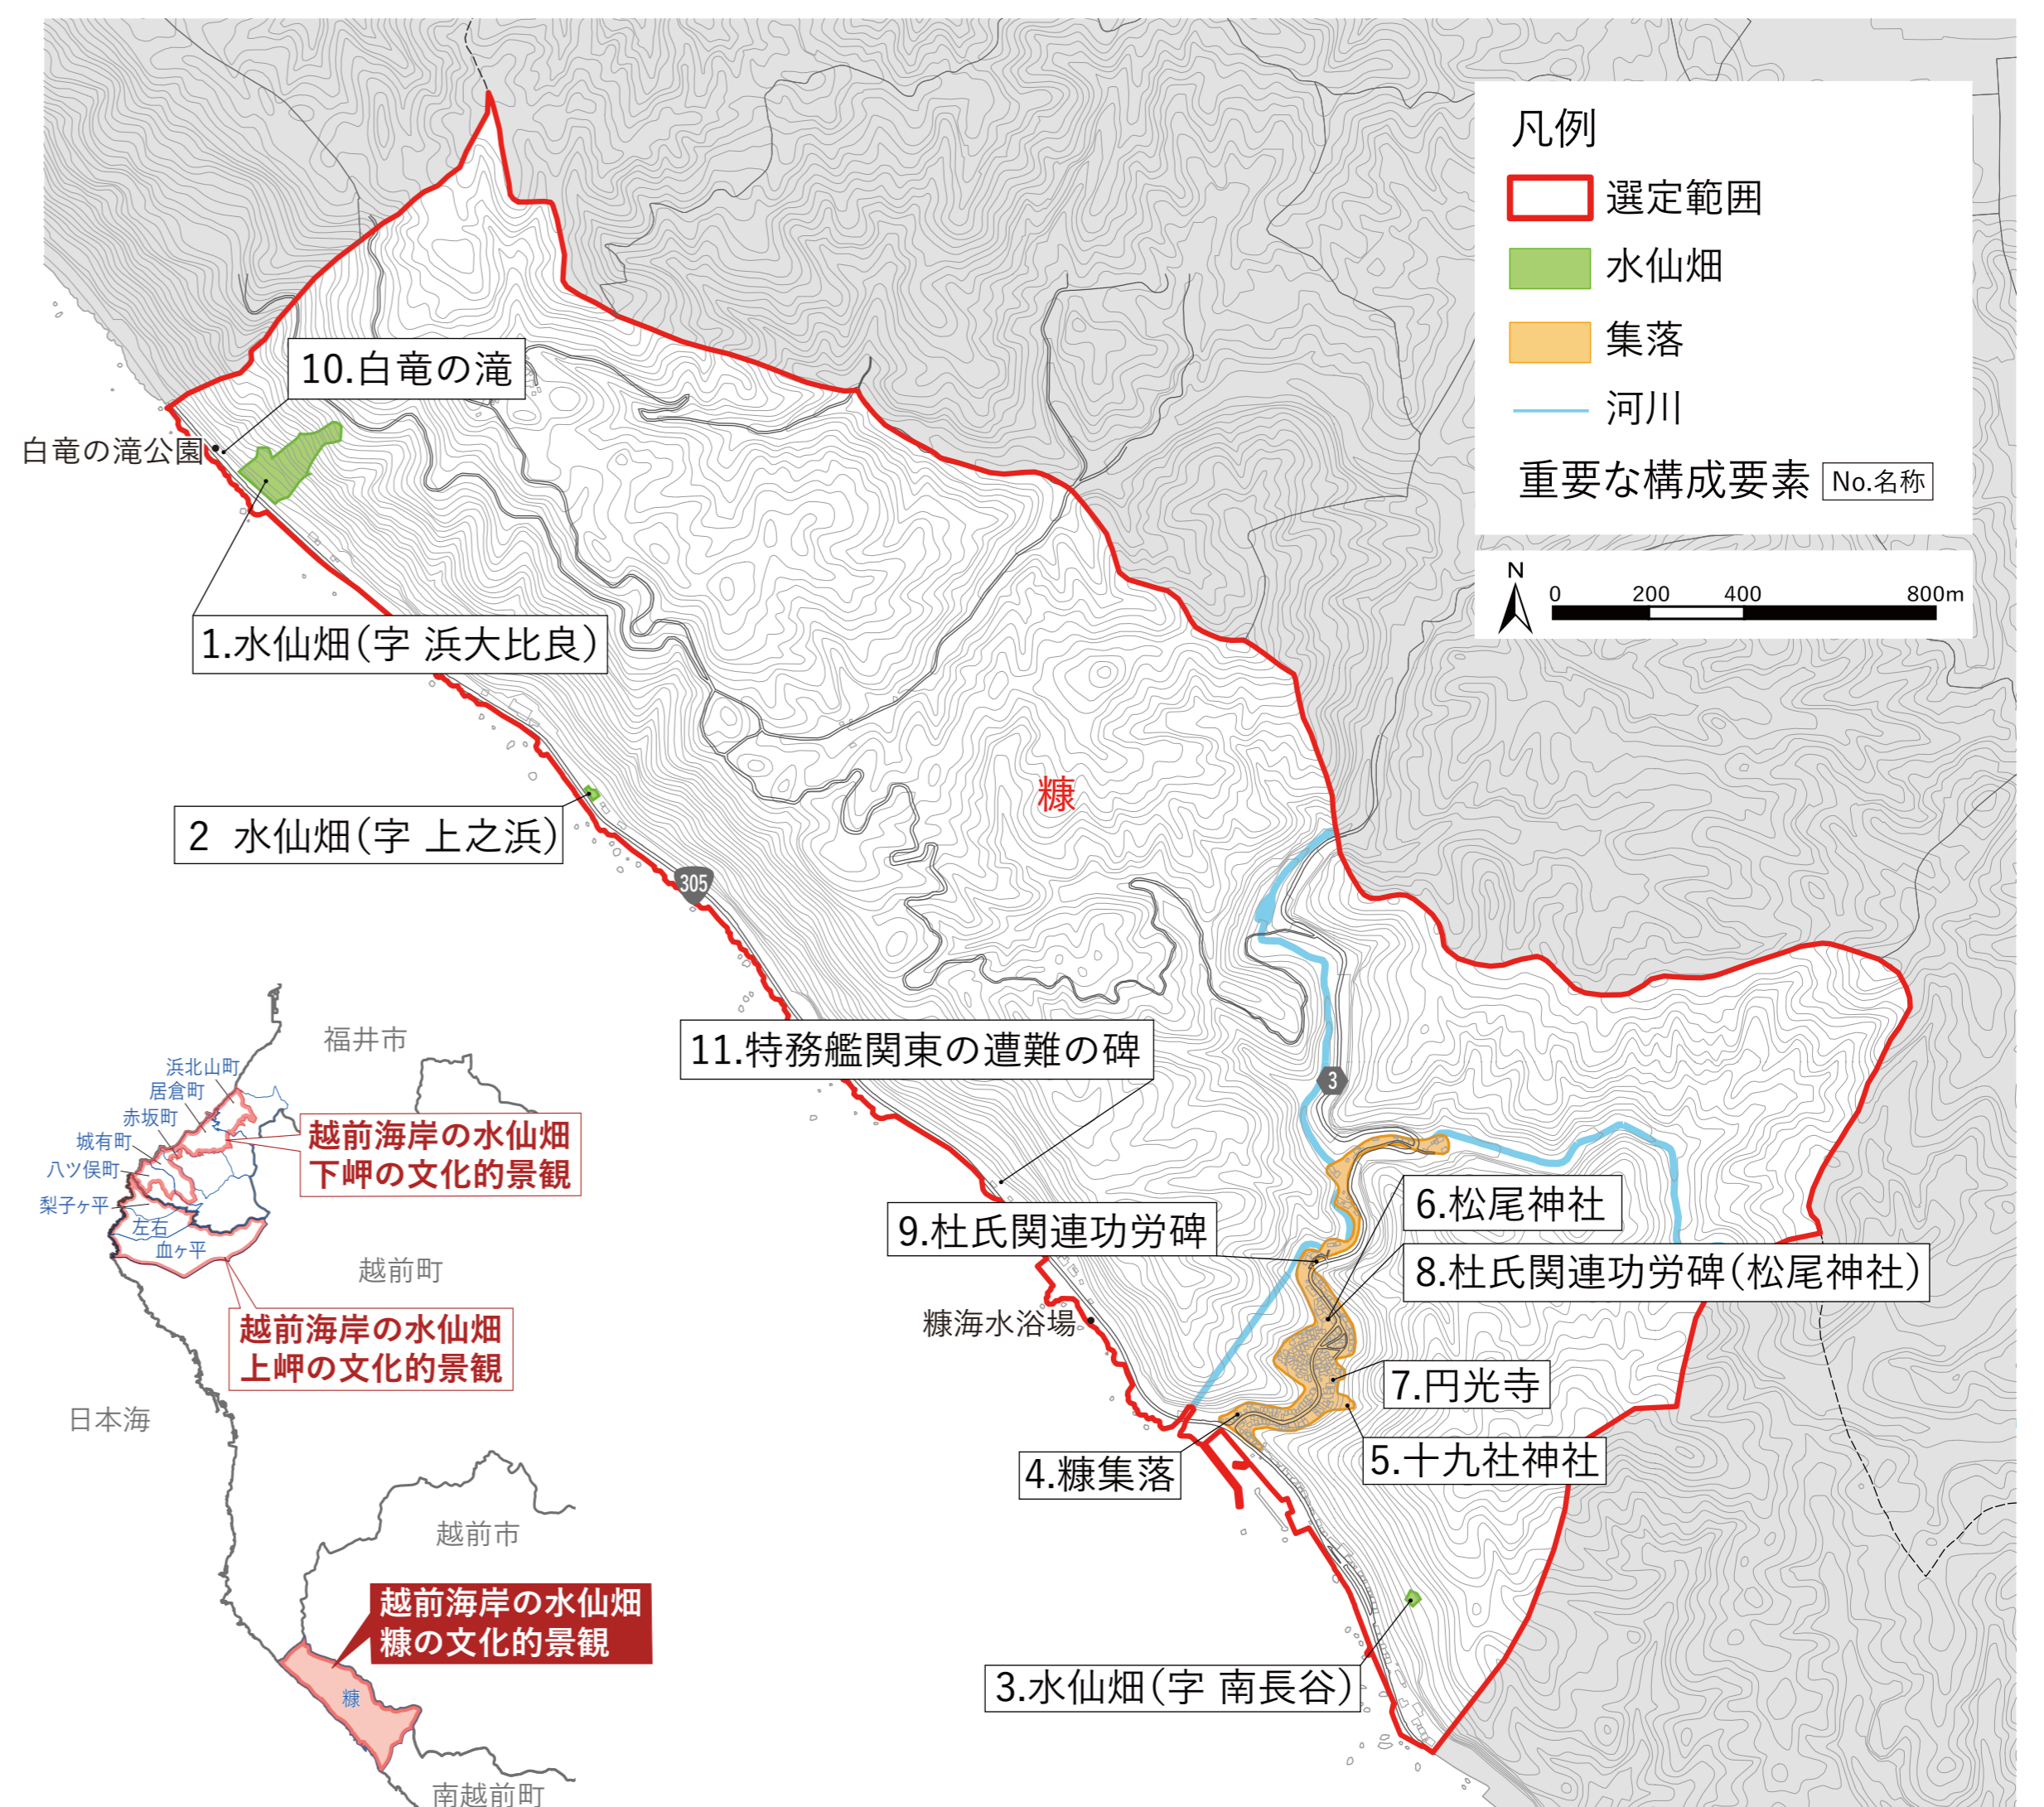 凡例
選定範囲
水仙畑
集落
河川
重要な構成要素 No.名称
N
0 200 400 800m
10.白竜の滝
白竜の滝公園
1.水仙畑(字 浜大比良)
2 水仙畑(字 上之浜)
糠
305
11.特務艦関東の遭難の碑
3
9.杜氏関連功労碑
6.松尾神社
8.杜氏関連功労碑(松尾神社)
糠海水浴場
7.円光寺
5.十九社神社
4.糠集落
3.水仙畑(字 南長谷)
福井市
浜北山町
居倉町
赤坂町
城有町
八ツ俣町
梨子ヶ平
左右
血ヶ平
越前海岸の水仙畑
下岬の文化的景観
越前町
越前海岸の水仙畑
上岬の文化的景観
日本海
越前市
越前海岸の水仙畑
糠の文化的景観
糠
南越前町